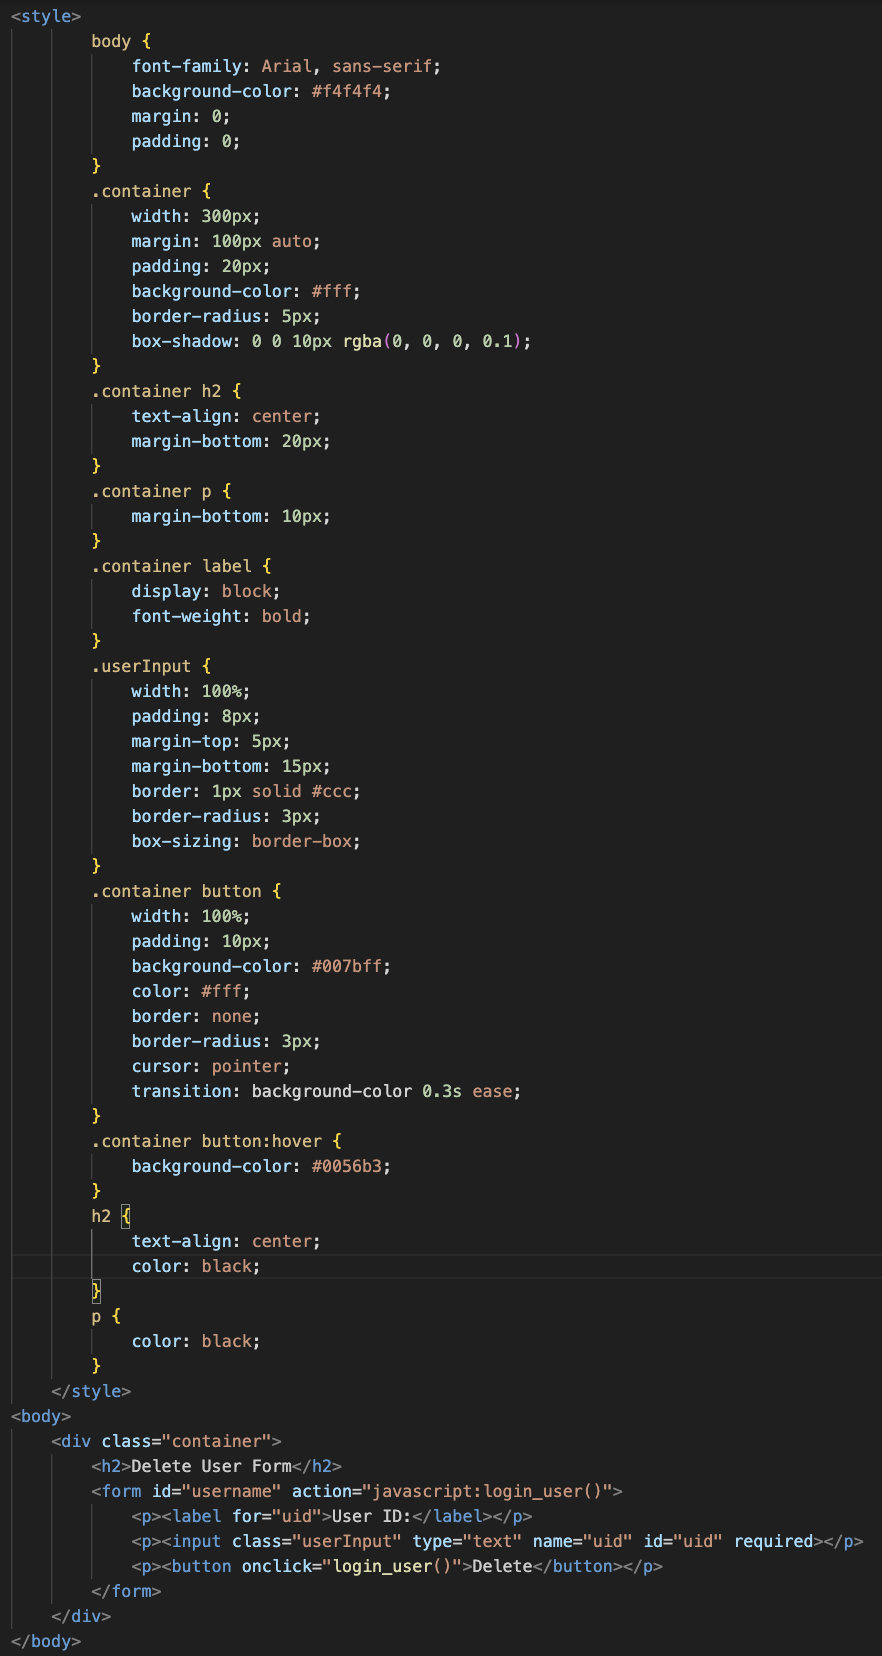 <style>
body {
font-family: Arial, sans-serif;
background-color: #f4f4f4;
margin: 0;
padding: 0;
}
.container {
width: 300px;
margin: 100px auto;
padding: 20px;
background-color: #fff;
border-radius: 5px;
box-shadow: 0 0 10px rgba(0, 0, 0, 0.1);
}
.container h2 {
text-align: center;
margin-bottom: 20px;
}
.container p {
margin-bottom: 10px;
}
.container label {
display: block;
font-weight: bold;
}
.userInput {
width: 100%;
padding: 8px;
margin-top: 5px;
margin-bottom: 15px;
border: 1px solid #ccc;
border-radius: 3px;
box-sizing: border-box;
}
.container button {
width: 100%;
padding: 10px;
background-color: #007bff;
color: #fff;
border: none;
border-radius: 3px;
cursor: pointer;
transition: background-color 0.3s ease;
}
.container button:hover {
background-color: #0056b3;
}
h2 {
text-align: center;
color: black;
}
p {
color: black;
}
</style>
<body>
<div class="container">
<h2>Delete User Form</h2>
<form id="username" action="javascript:login_user()">
<p><label for="uid">User ID:</label></p>
<p><input class="userInput" type="text" name="uid" id="uid" required></p>
<p><button onclick="login_user()">Delete</button></p>
</form>
</div>
</body>